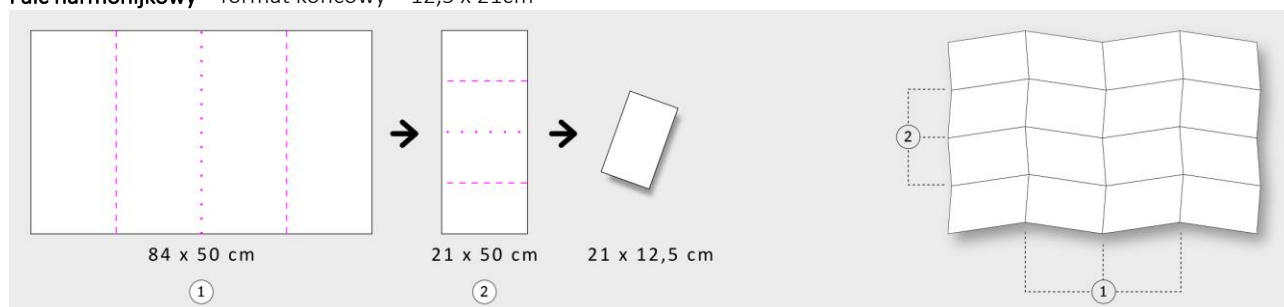 harmonijkowy – format końcowy – 12,5 x 21cm
84 x 50 cm
21 x 50 cm
21 x 12,5 cm
1
2
2
1